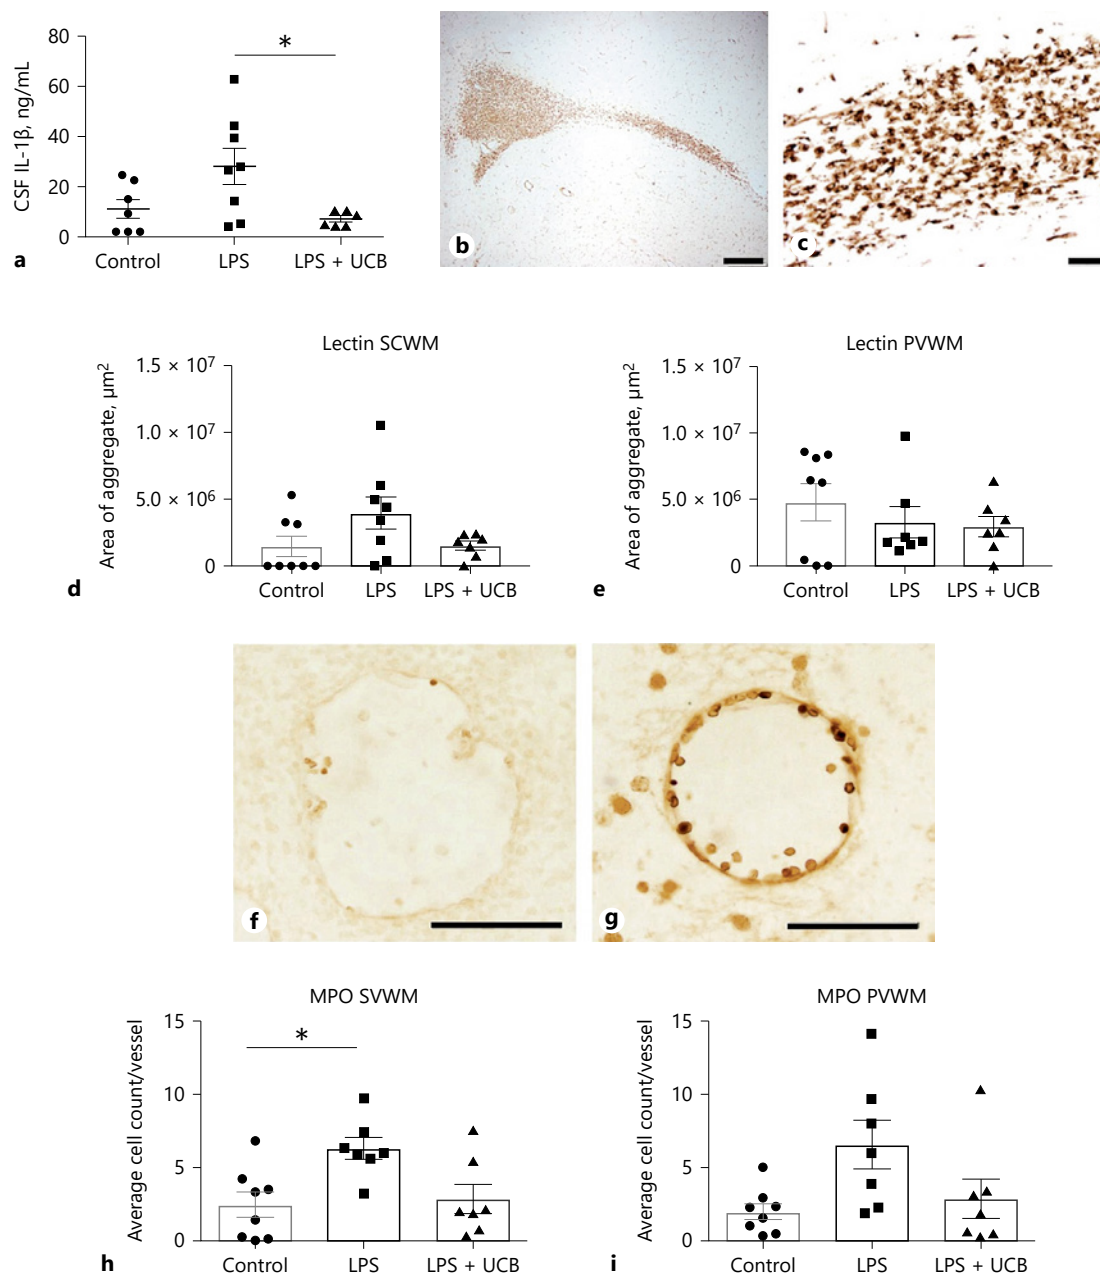 80
60
40
20
0
CSF IL-1β, ng/mL
*
Control
LPS
LPS + UCB
a
b
c
Lectin SCWM
1.5 × 10⁷
1.0 × 10⁷
5.0 × 10⁶
0
Area of aggregate, µm²
Control
LPS
LPS + UCB
d
Lectin PVWM
1.5 × 10⁷
1.0 × 10⁷
5.0 × 10⁶
0
Area of aggregate, µm²
Control
LPS
LPS + UCB
e
f
g
MPO SVWM
15
10
5
0
Average cell count/vessel
*
Control
LPS
LPS + UCB
h
MPO PVWM
15
10
5
0
Average cell count/vessel
Control
LPS
LPS + UCB
i